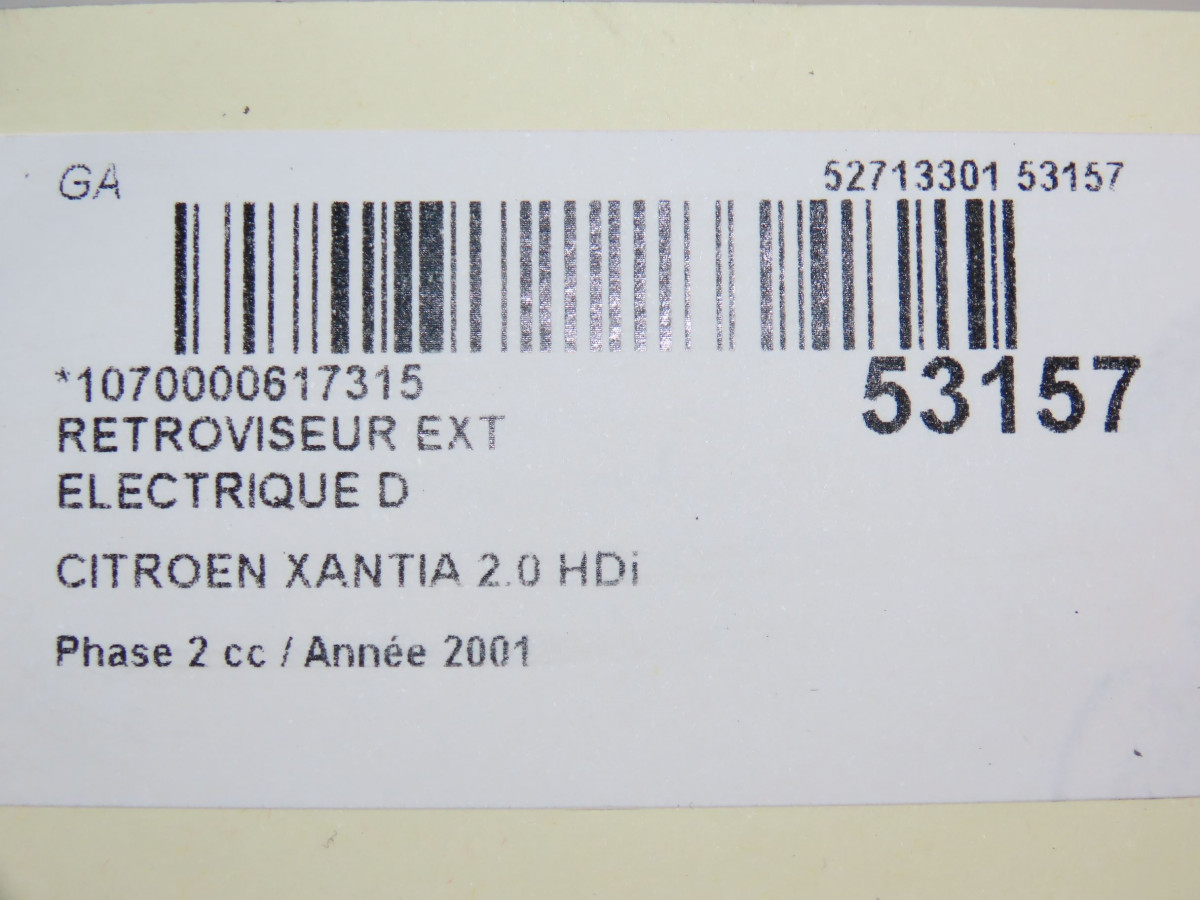 GA
52713301 53157
*1070000617315
53157
RETROVISEUR EXT
ELECTRIQUE D
CITROEN XANTIA 2.0 HDi
Phase 2 cc / Année 2001